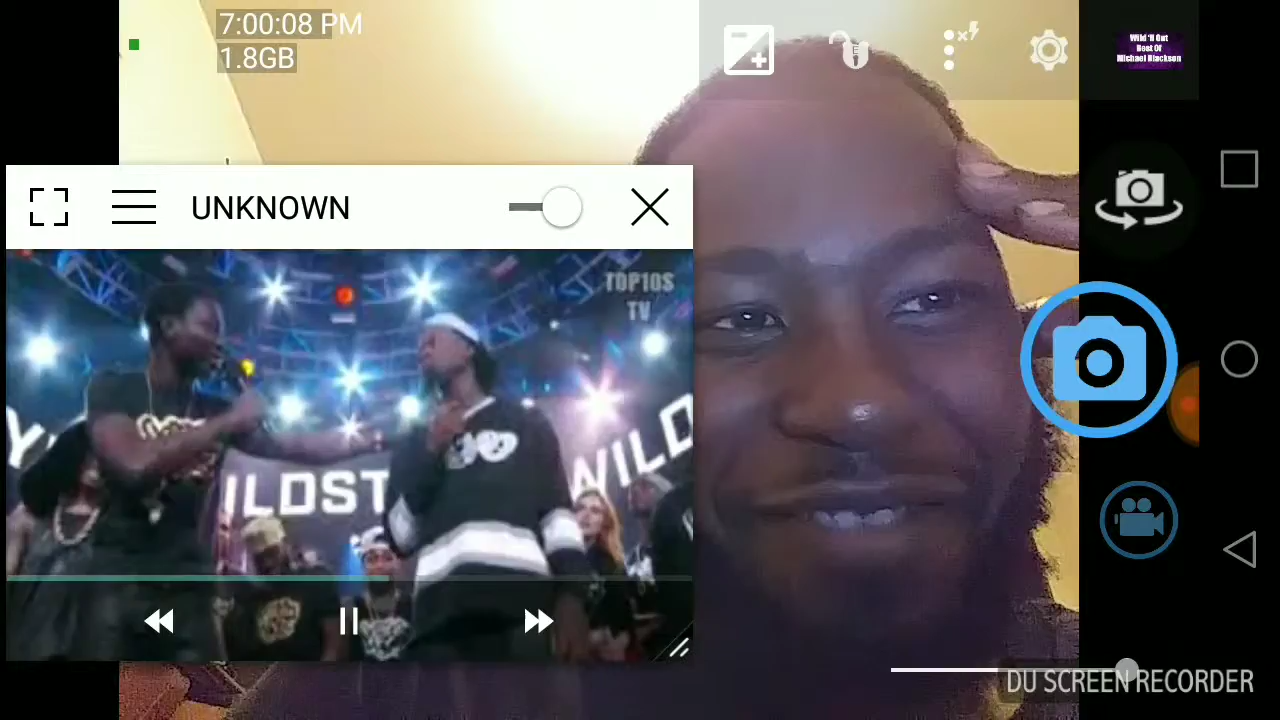 7:00:08 PM
1.8GB
Wild 'N Out
Best Of
Michael Blackson
UNKNOWN
TOP10S
TV
ILDST
WILD
DU SCREEN RECORDER